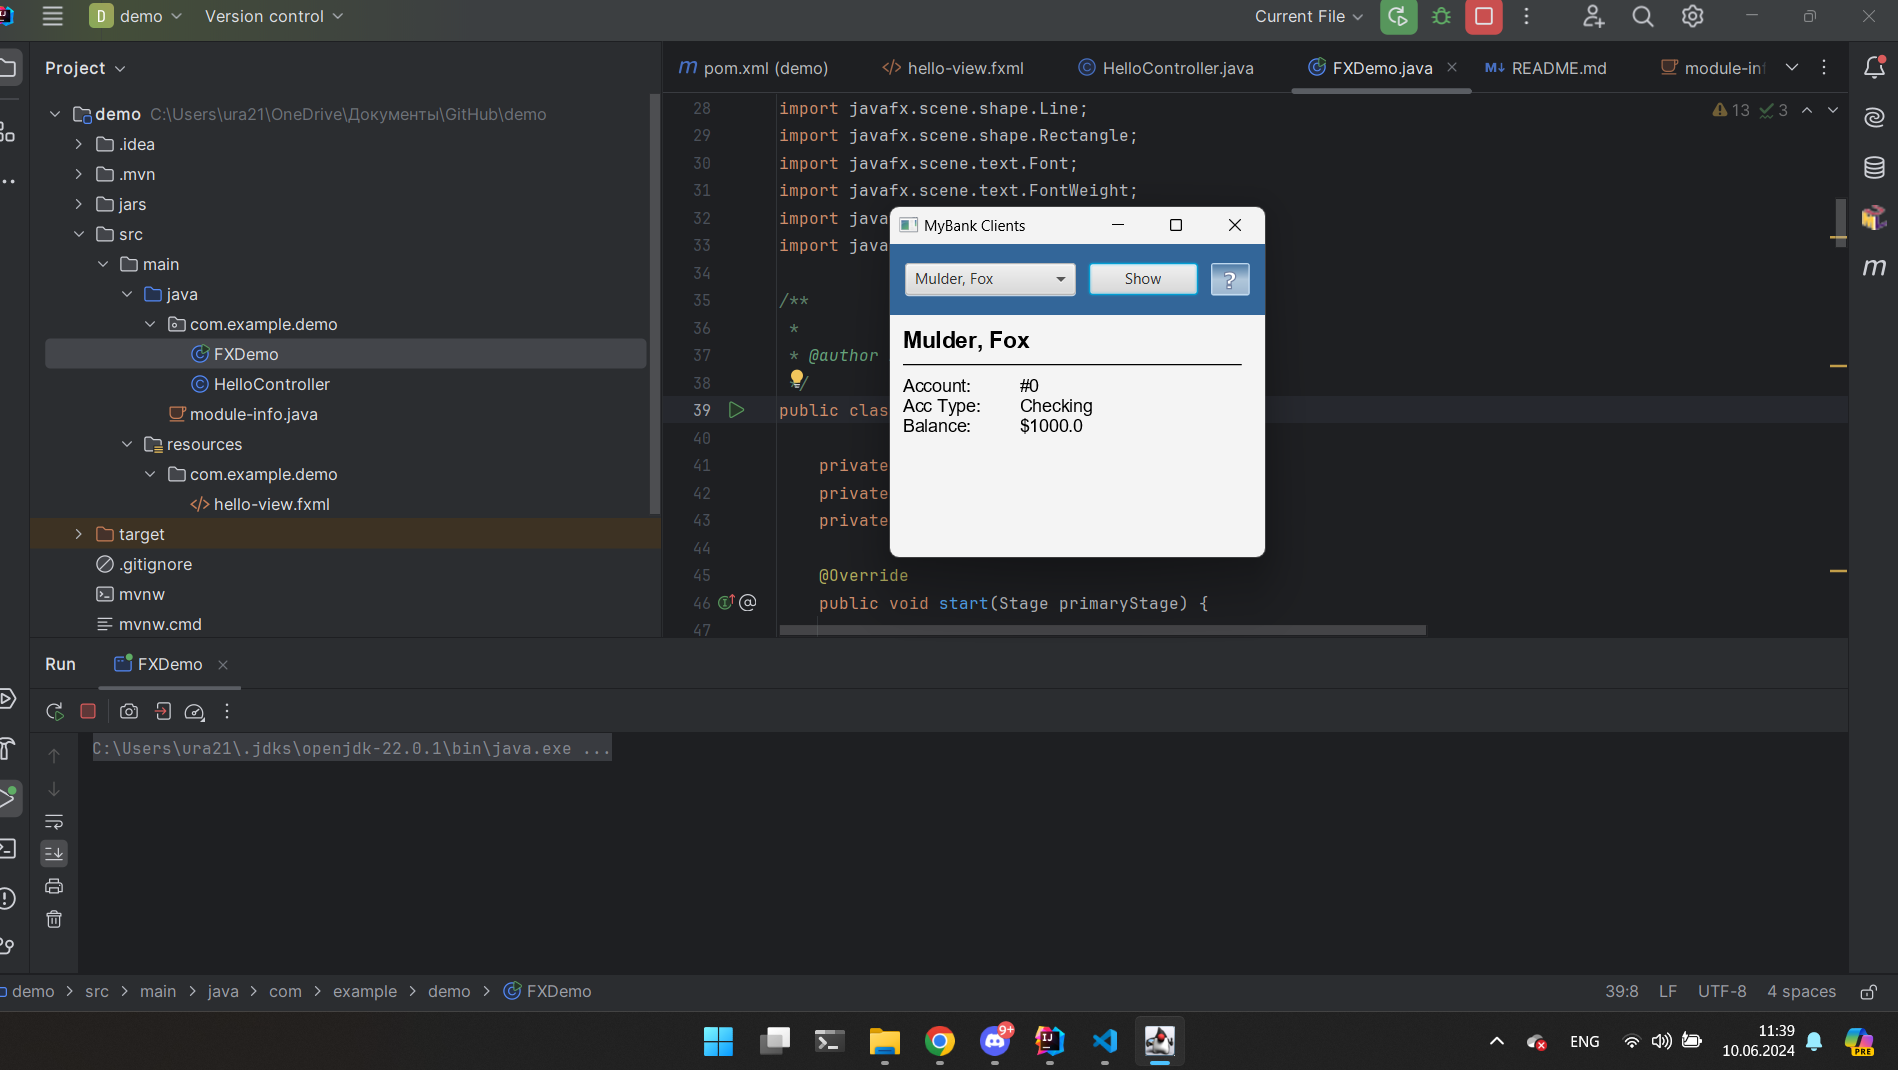 demo
Version control
Current File
Project
pom.xml (demo)
hello-view.fxml
HelloController.java
FXDemo.java
README.md
module-inf
demo C:\Users\ura21\OneDrive\Документы\GitHub\demo
.idea
.mvn
jars
src
main
java
com.example.demo
FXDemo
HelloController
module-info.java
resources
com.example.demo
hello-view.fxml
target
.gitignore
mvnw
mvnw.cmd
13
3
28 import javafx.scene.shape.Line;
29 import javafx.scene.shape.Rectangle;
30 import javafx.scene.text.Font;
31 import javafx.scene.text.FontWeight;
32 import java
33 import java
34
35 /**
36 *
37 * @author
38 */
39 public clas
40
41 private
42 private
43 private
44
45 @Override
46 public void start(Stage primaryStage) {
47
MyBank Clients
Mulder, Fox
Show
?
Mulder, Fox
Account: #0
Acc Type: Checking
Balance: $1000.0
Run
FXDemo
C:\Users\ura21\.jdks\openjdk-22.0.1\bin\java.exe ...
demo > src > main > java > com > example > demo > FXDemo
39:8 LF UTF-8 4 spaces
9+
ENG
11:39
10.06.2024
PRE